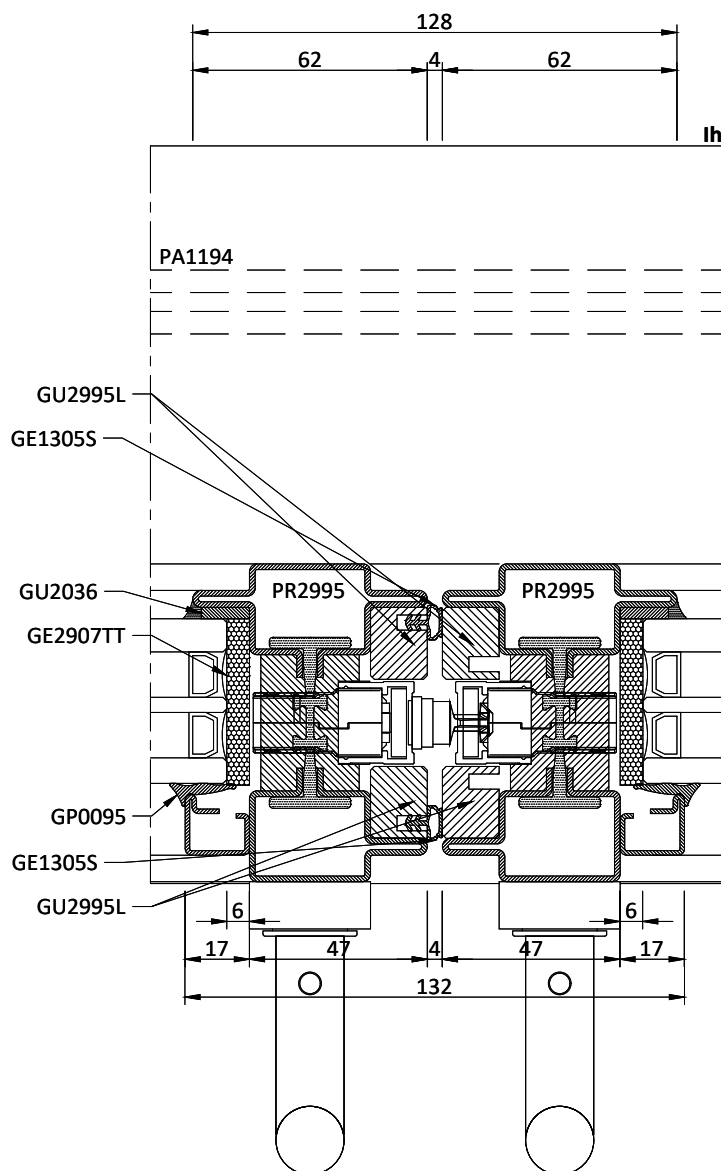 128
62 4 62
Ih
PA1194
GU2995L
GE1305S
GU2036
PR2995 PR2995
GE2907TT
GP0095
GE1305S
GU2995L
6 6
17 47 4 47 17
132